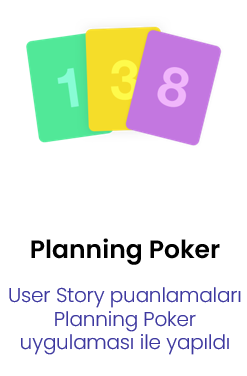 1 3 8
Planning Poker
User Story puanlamaları
Planning Poker
uygulaması ile yapıldı